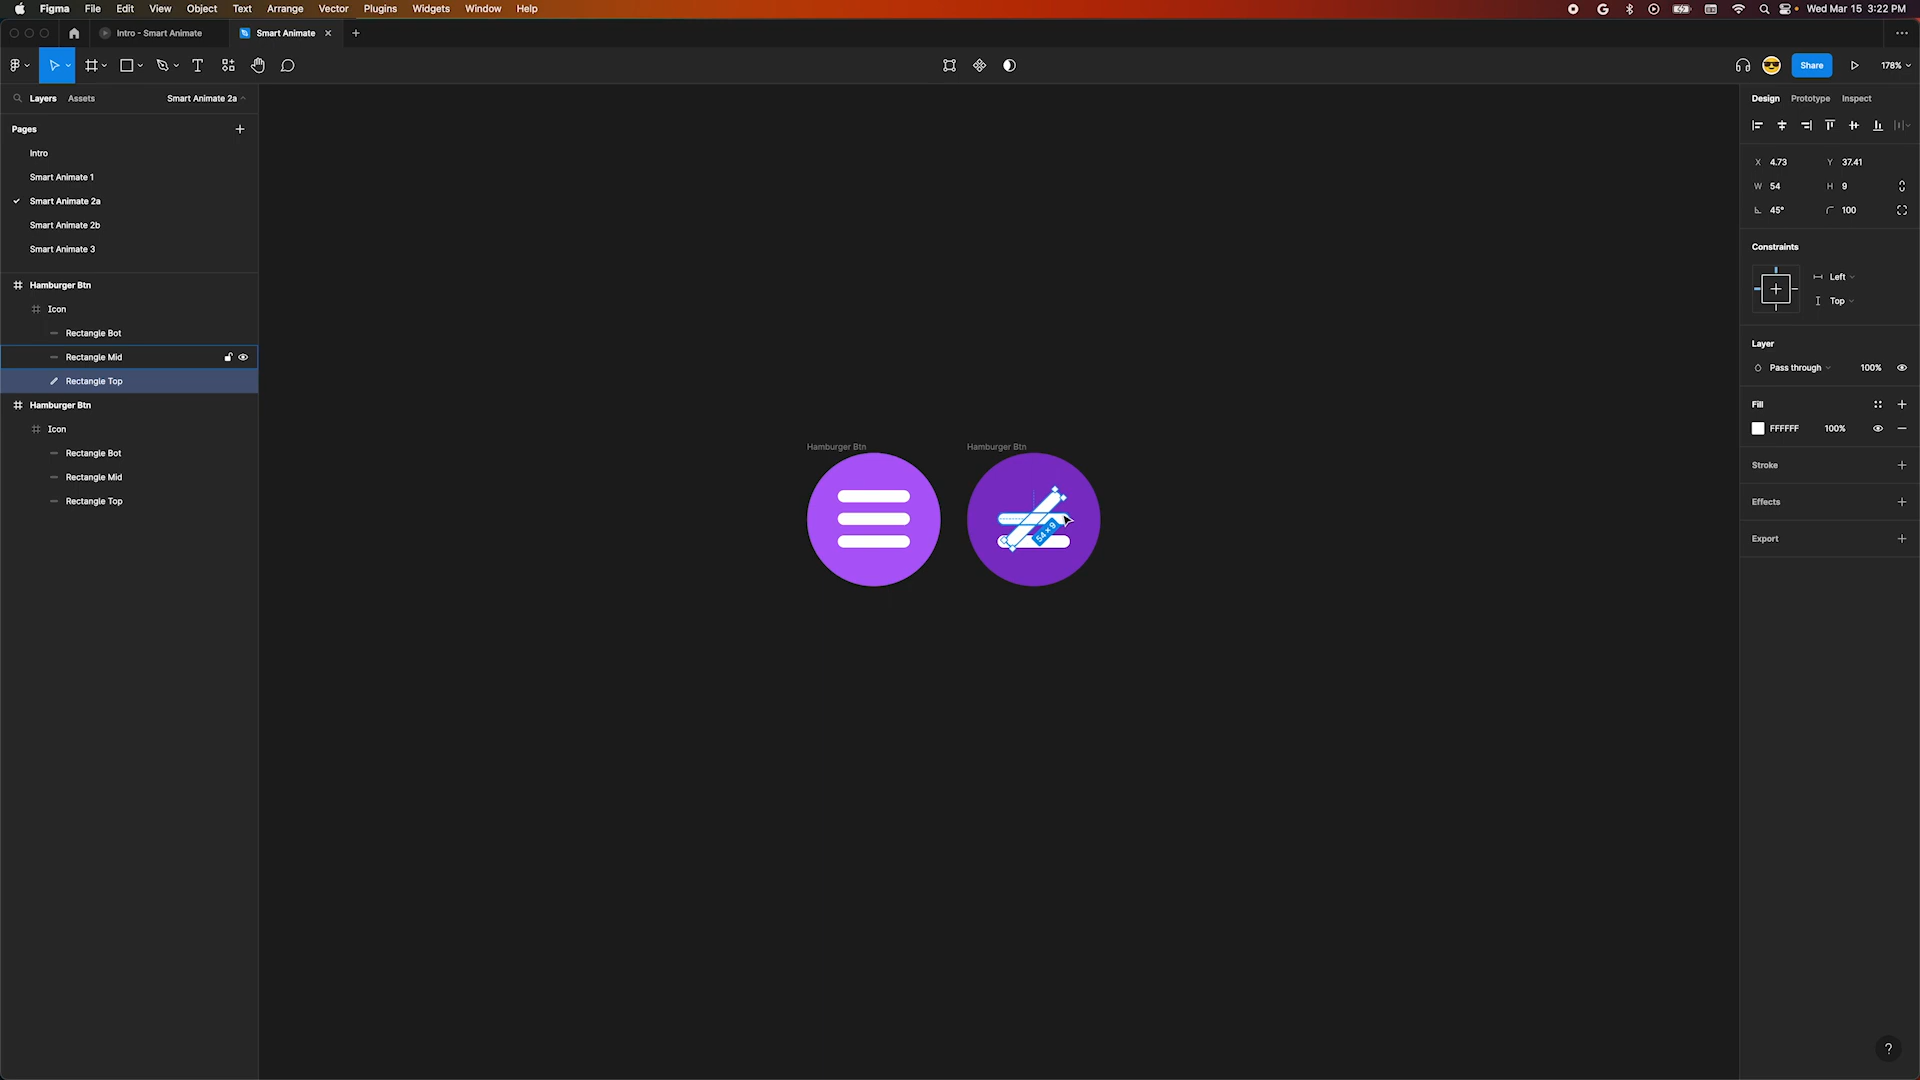 Figma File Edit View Object Text Arrange Vector Plugins Widgets Window Help
Wed Mar 15 3:22 PM
Intro - Smart Animate
Smart Animate
Share
178%
Layers Assets Smart Animate 2a
Pages
Intro
Smart Animate 1
Smart Animate 2a
Smart Animate 2b
Smart Animate 3
Hamburger Btn
Icon
Rectangle Bot
Rectangle Mid
Rectangle Top
Hamburger Btn
Icon
Rectangle Bot
Rectangle Mid
Rectangle Top
Hamburger Btn
Hamburger Btn
54 × 9
Design Prototype Inspect
X 4.73 Y 37.41
W 54 H 9
45° 100
Constraints
Left
Top
Layer
Pass through 100%
Fill
FFFFFF 100%
Stroke
Effects
Export
?